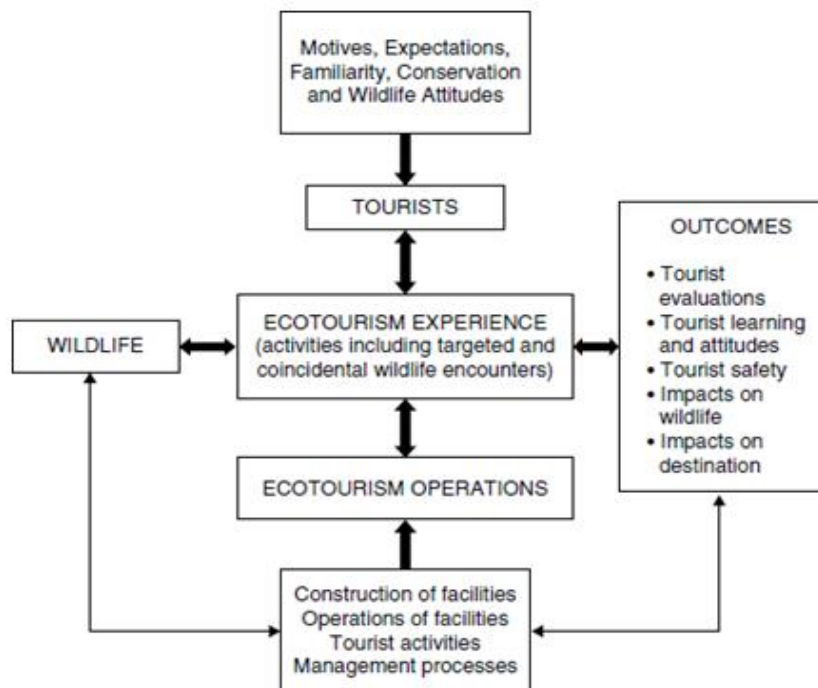 Motives, Expectations,
Familiarity, Conservation
and Wildlife Attitudes
TOURISTS
OUTCOMES
• Tourist
evaluations
• Tourist learning
and attitudes
• Tourist safety
• Impacts on
wildlife
• Impacts on
destination
WILDLIFE
ECOTOURISM EXPERIENCE
(activities including targeted and
coincidental wildlife encounters)
ECOTOURISM OPERATIONS
Construction of facilities
Operations of facilities
Tourist activities
Management processes